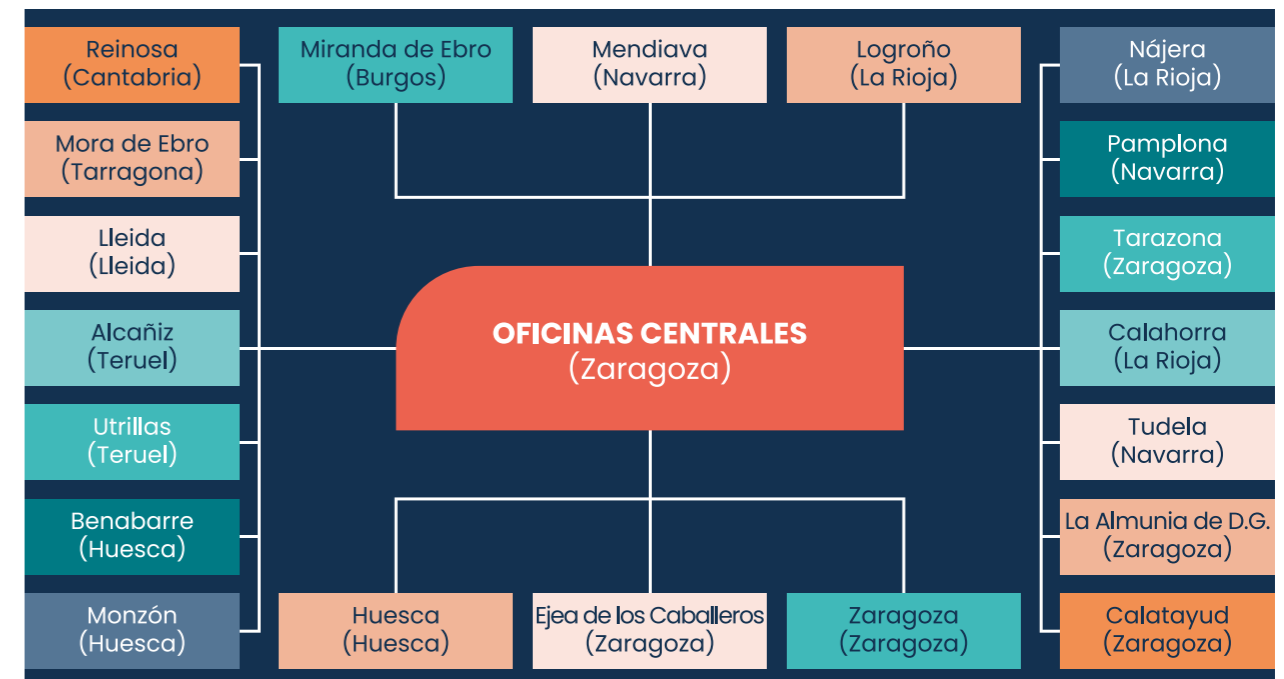 Reinosa
(Cantabria)
Miranda de Ebro
(Burgos)
Mendiava
(Navarra)
Logroño
(La Rioja)
Nájera
(La Rioja)
Mora de Ebro
(Tarragona)
Pamplona
(Navarra)
Lleida
(Lleida)
Tarazona
(Zaragoza)
Alcañiz
(Teruel)
OFICINAS CENTRALES
(Zaragoza)
Calahorra
(La Rioja)
Utrillas
(Teruel)
Tudela
(Navarra)
Benabarre
(Huesca)
La Almunia de D.G.
(Zaragoza)
Monzón
(Huesca)
Huesca
(Huesca)
Ejea de los Caballeros
(Zaragoza)
Zaragoza
(Zaragoza)
Calatayud
(Zaragoza)